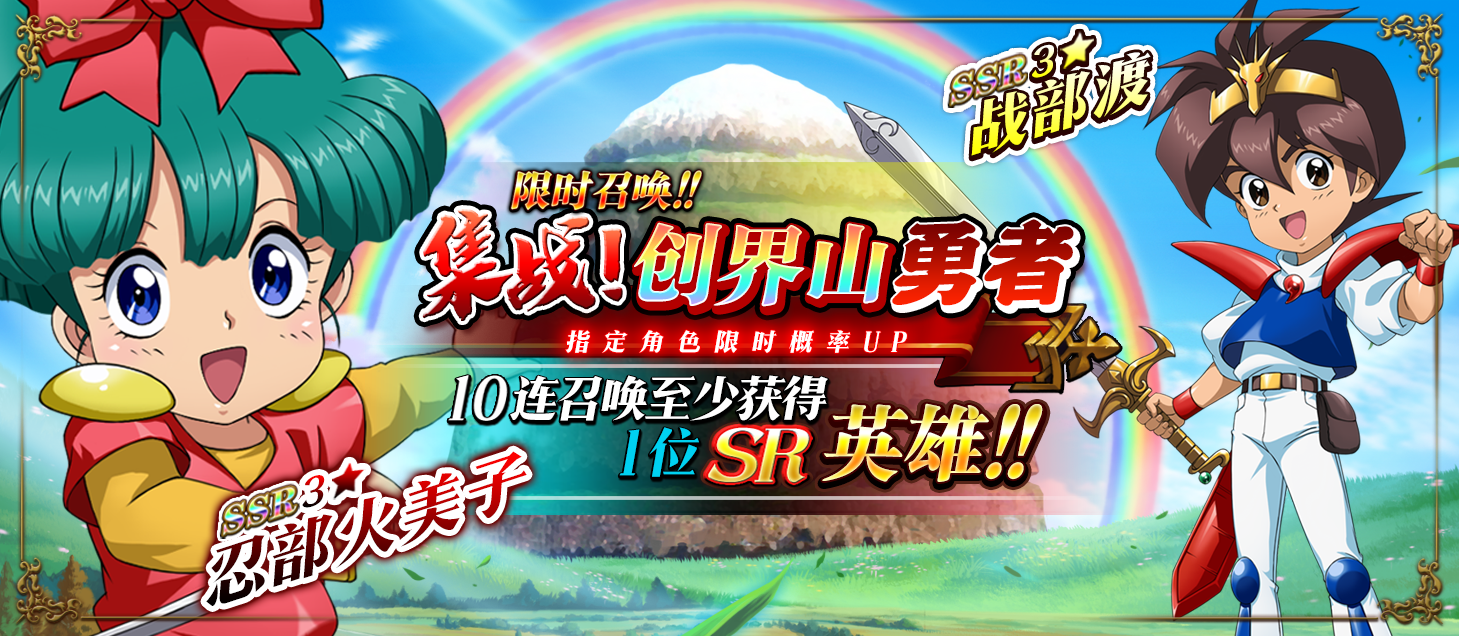 SSR3★
战部渡
限时召唤!!
集战!创界山勇者
指定角色限时概率UP
10连召唤至少获得
1位SR英雄!!
SSR3★
忍部火美子